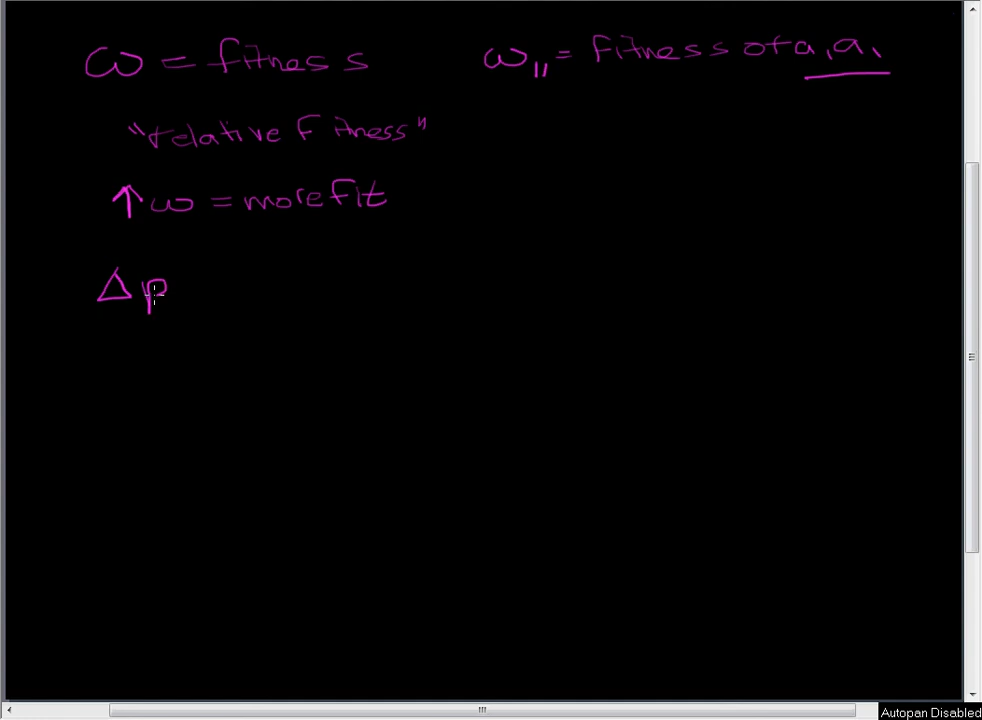 ω = fitness
ω₁₁ = fitness of a₁a₁
"relative Fitness"
↑ω = more fit
Δp
Autopan Disabled